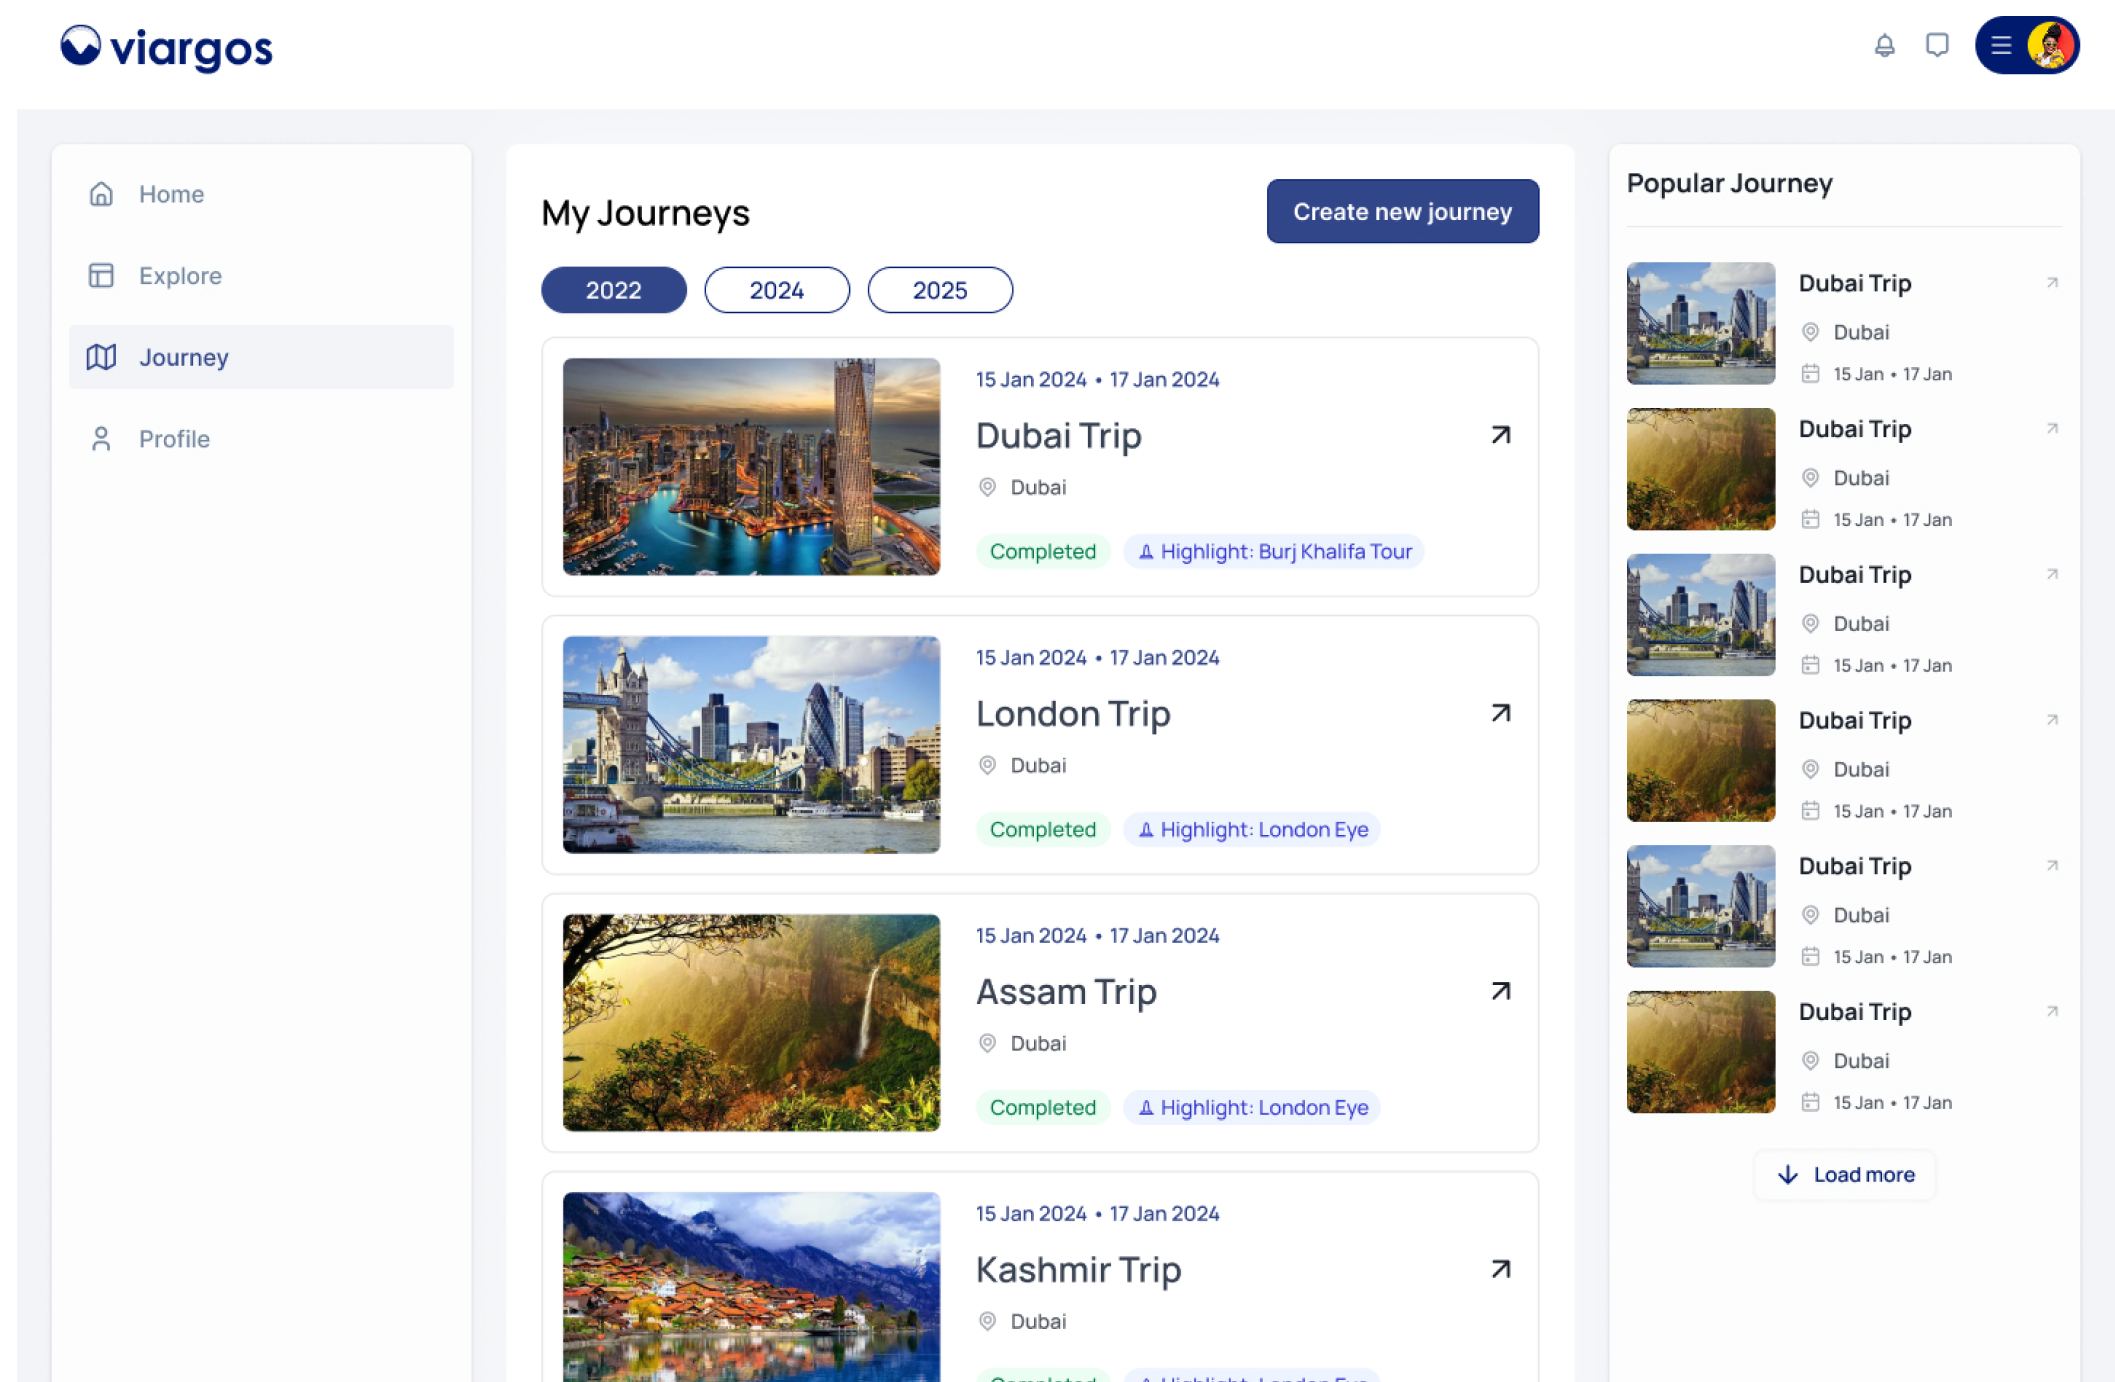 viargos
Home
Explore
Journey
Profile
My Journeys
Create new journey
2022
2024
2025
15 Jan 2024 • 17 Jan 2024
Dubai Trip
Dubai
Completed
Highlight: Burj Khalifa Tour
15 Jan 2024 • 17 Jan 2024
London Trip
Dubai
Completed
Highlight: London Eye
15 Jan 2024 • 17 Jan 2024
Assam Trip
Dubai
Completed
Highlight: London Eye
15 Jan 2024 • 17 Jan 2024
Kashmir Trip
Dubai
Completed
Highlight: London Eye
Popular Journey
Dubai Trip
Dubai
15 Jan • 17 Jan
Dubai Trip
Dubai
15 Jan • 17 Jan
Dubai Trip
Dubai
15 Jan • 17 Jan
Dubai Trip
Dubai
15 Jan • 17 Jan
Dubai Trip
Dubai
15 Jan • 17 Jan
Dubai Trip
Dubai
15 Jan • 17 Jan
Load more